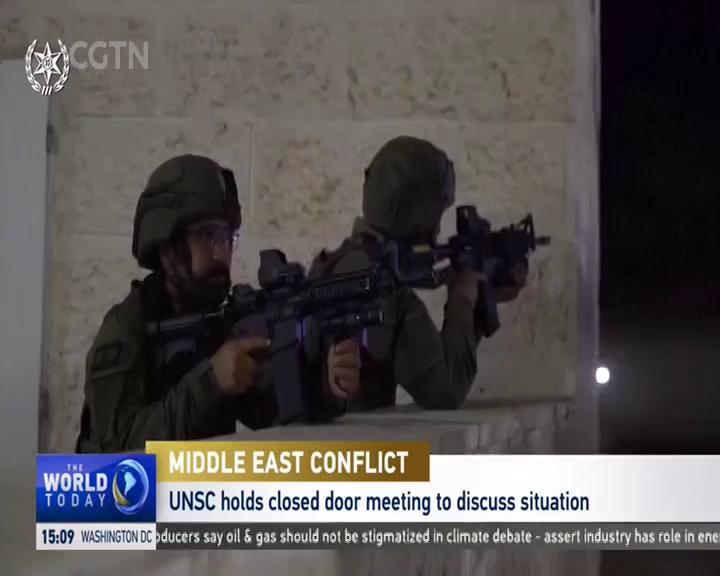 CGTN
MIDDLE EAST CONFLICT
THE
WORLD
TODAY
UNSC holds closed door meeting to discuss situation
15:09 WASHINGTON DC
oducers say oil & gas should not be stigmatized in climate debate - assert industry has role in ene